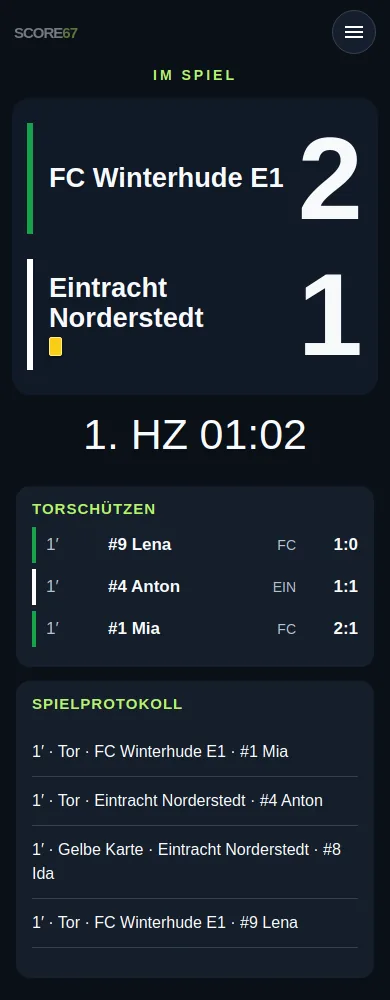 SCORE67
IM SPIEL
FC Winterhude E1 2
Eintracht
Norderstedt
1
1. HZ 01:02
TORSCHÜTZEN
1′ #9 Lena FC 1:0
1′ #4 Anton EIN 1:1
1′ #1 Mia FC 2:1
SPIELPROTOKOLL
1′ · Tor · FC Winterhude E1 · #1 Mia
1′ · Tor · Eintracht Norderstedt · #4 Anton
1′ · Gelbe Karte · Eintracht Norderstedt · #8
Ida
1′ · Tor · FC Winterhude E1 · #9 Lena